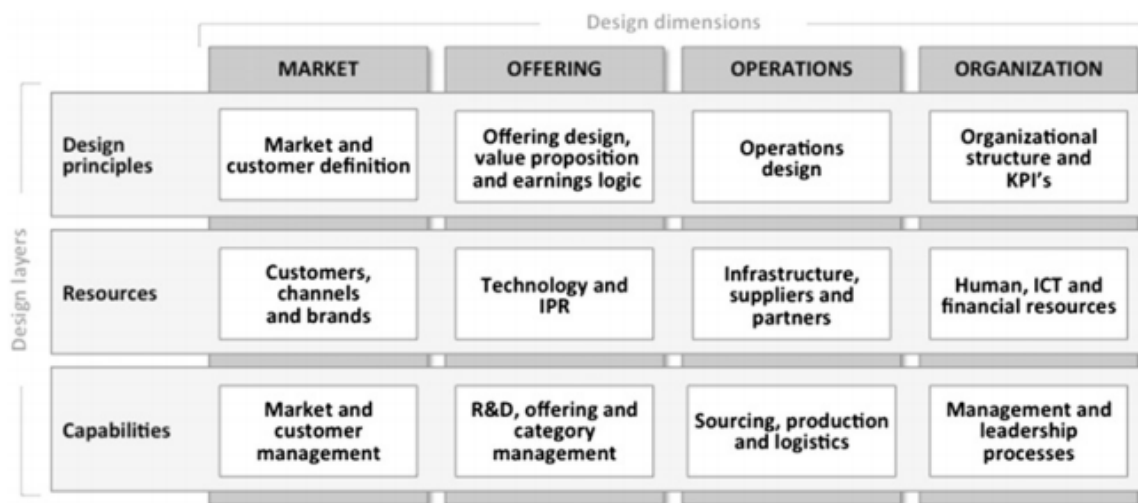 Design dimensions
MARKET
OFFERING
OPERATIONS
ORGANIZATION
Design layers
Design
principles
Market and
customer definition
Offering design,
value proposition
and earnings logic
Operations
design
Organizational
structure and
KPI's
Resources
Customers,
channels
and brands
Technology and
IPR
Infrastructure,
suppliers and
partners
Human, ICT and
financial resources
Capabilities
Market and
customer
management
R&D, offering and
category
management
Sourcing, production
and logistics
Management and
leadership
processes